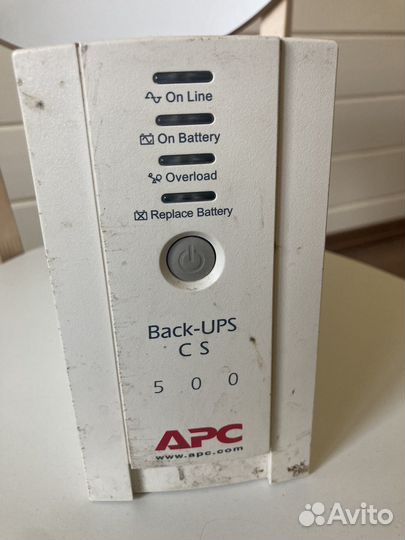 On Line
On Battery
Overload
Replace Battery
Back-UPS
CS
500
APC
www.apc.com
Avito